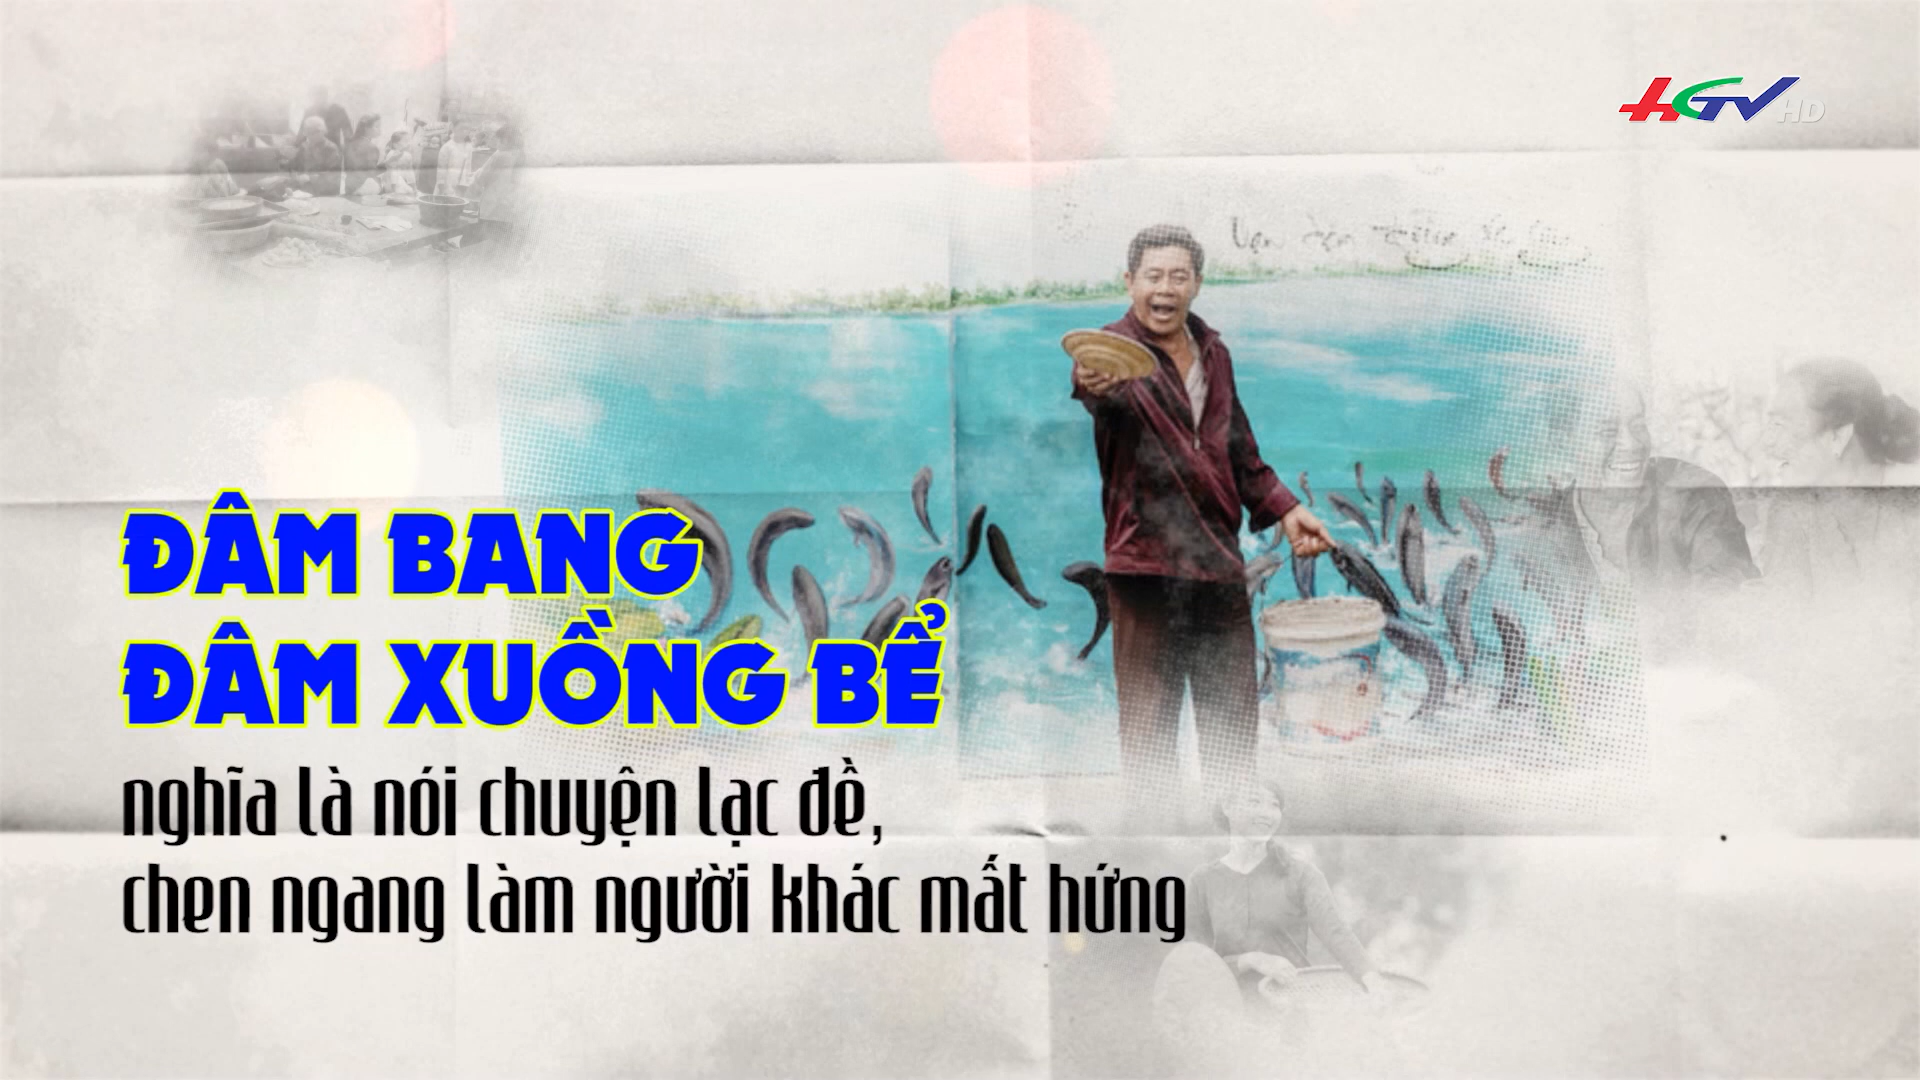 HGTV HD
ĐÂM BANG
ĐÂM XUỒNG BỂ
nghĩa là nói chuyện lạc đề,
chen ngang làm người khác mất hứng